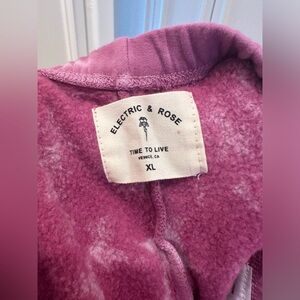 ELECTRIC & ROSE
TIME TO LIVE
VENICE, CA
XL